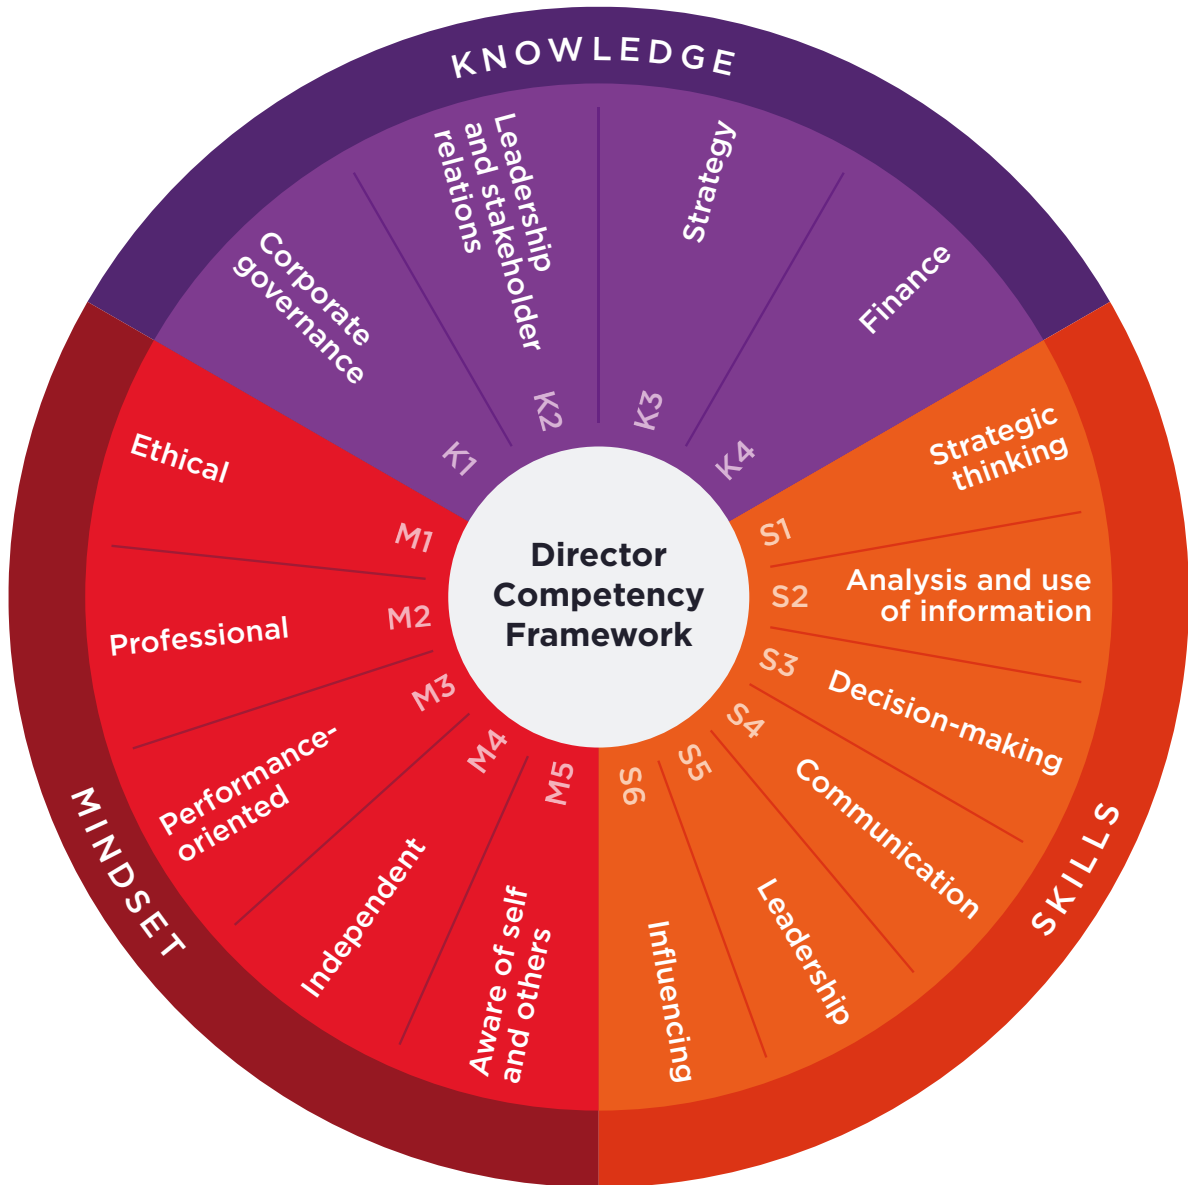 KNOWLEDGE
Corporate
governance
K1
Leadership
and stakeholder
relations
K2
Strategy
K3
Finance
K4
SKILLS
Strategic
thinking
S1
Analysis and use
of information
S2
Decision-making
S3
Communication
S4
Leadership
S5
Influencing
S6
MINDSET
Ethical
M1
Professional
M2
Performance-
oriented
M3
Independent
M4
Aware of self
and others
M5
Director
Competency
Framework